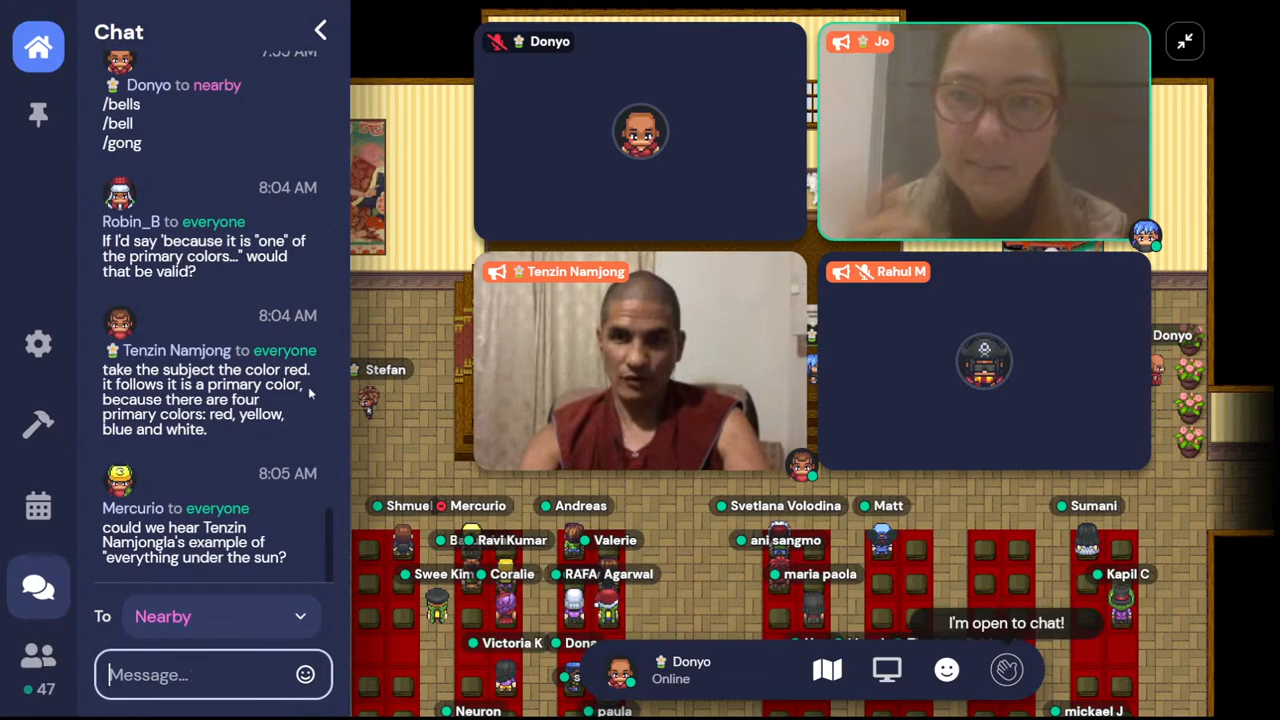 Chat
7:55 AM
Donyo to nearby
/bells
/bell
/gong
8:04 AM
Robin_B to everyone
If I'd say 'because it is "one" of
the primary colors..." would
that be valid?
8:04 AM
Tenzin Namjong to everyone
take the subject the color red.
it follows it is a primary color,
because there are four
primary colors: red, yellow,
blue and white.
8:05 AM
Mercurio to everyone
could we hear Tenzin
Namjongla's example of
"everything under the sun?
To
Nearby
Message...
47
Donyo
Jo
Tenzin Namjong
Rahul M
Donyo
Stefan
Shmuel
Mercurio
Andreas
Svetlana Volodina
Matt
Sumani
Ravi Kumar
Valerie
ani sangmo
Swee Kim
Coralie
RAFA
Agarwal
maria paola
Kapil C
I'm open to chat!
Victoria K
Dona
Donyo
Online
Neuron
paula
mickael J